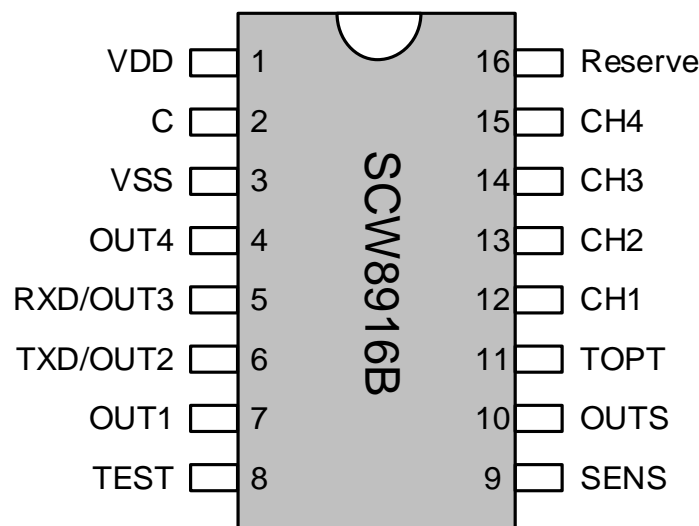 VDD 1 16 Reserve
C 2 15 CH4
VSS 3 14 CH3
OUT4 4 13 CH2
RXD/OUT3 5 12 CH1
TXD/OUT2 6 11 TOPT
OUT1 7 10 OUTS
TEST 8 9 SENS
SCW8916B